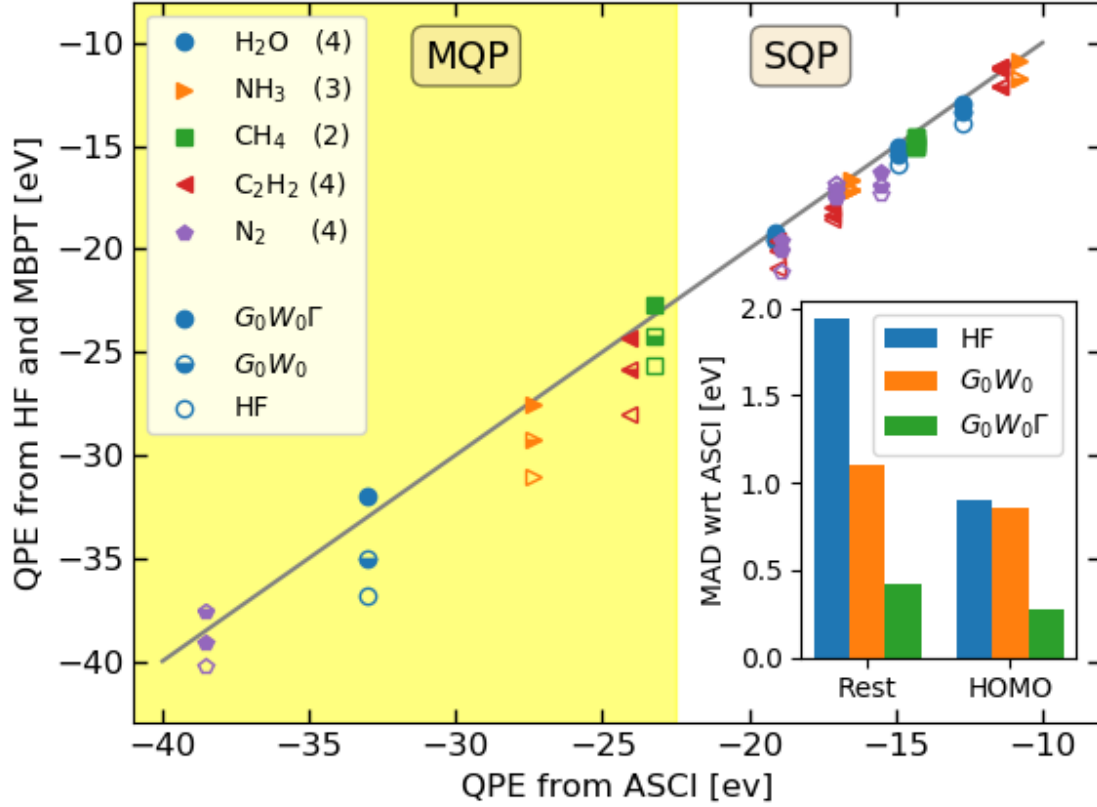 MQP
SQP
H₂O (4)
NH₃ (3)
CH₄ (2)
C₂H₂ (4)
N₂ (4)
G₀W₀Γ
G₀W₀
HF
QPE from HF and MBPT [eV]
−10
−15
−20
−25
−30
−35
−40
MAD wrt ASCI [eV]
2.0
1.5
1.0
0.5
0.0
HF
G₀W₀
G₀W₀Γ
Rest HOMO
−40 −35 −30 −25 −20 −15 −10
QPE from ASCI [ev]